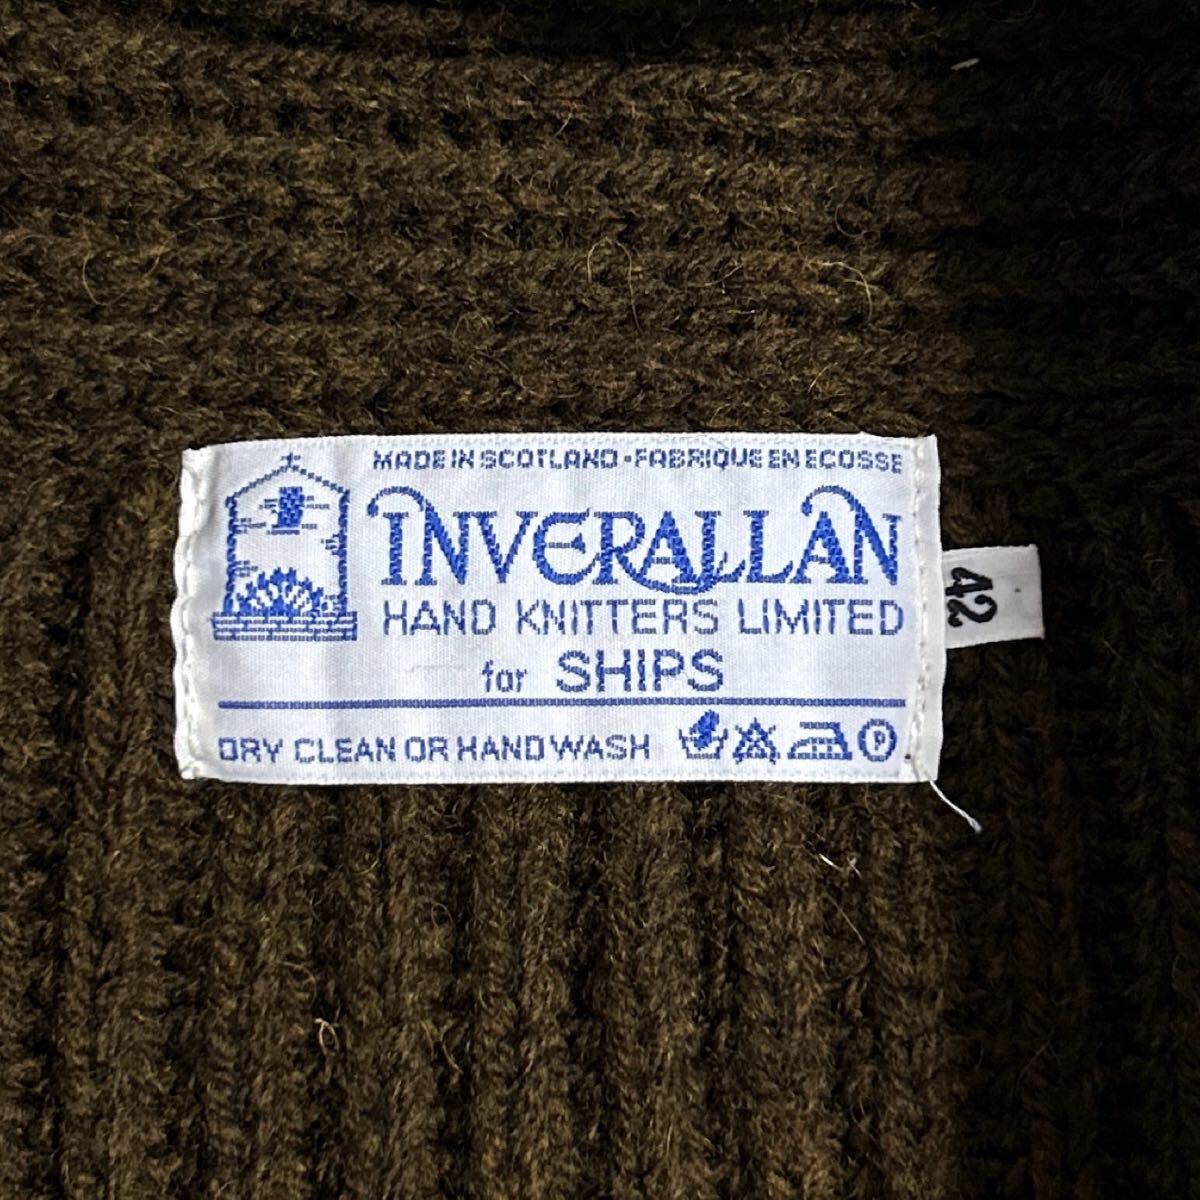 MADE IN SCOTLAND·FABRIQUE EN ECOSSE
INVERALLAN
HAND KNITTERS LIMITED
for SHIPS
DRY CLEAN OR HAND WASH P
42